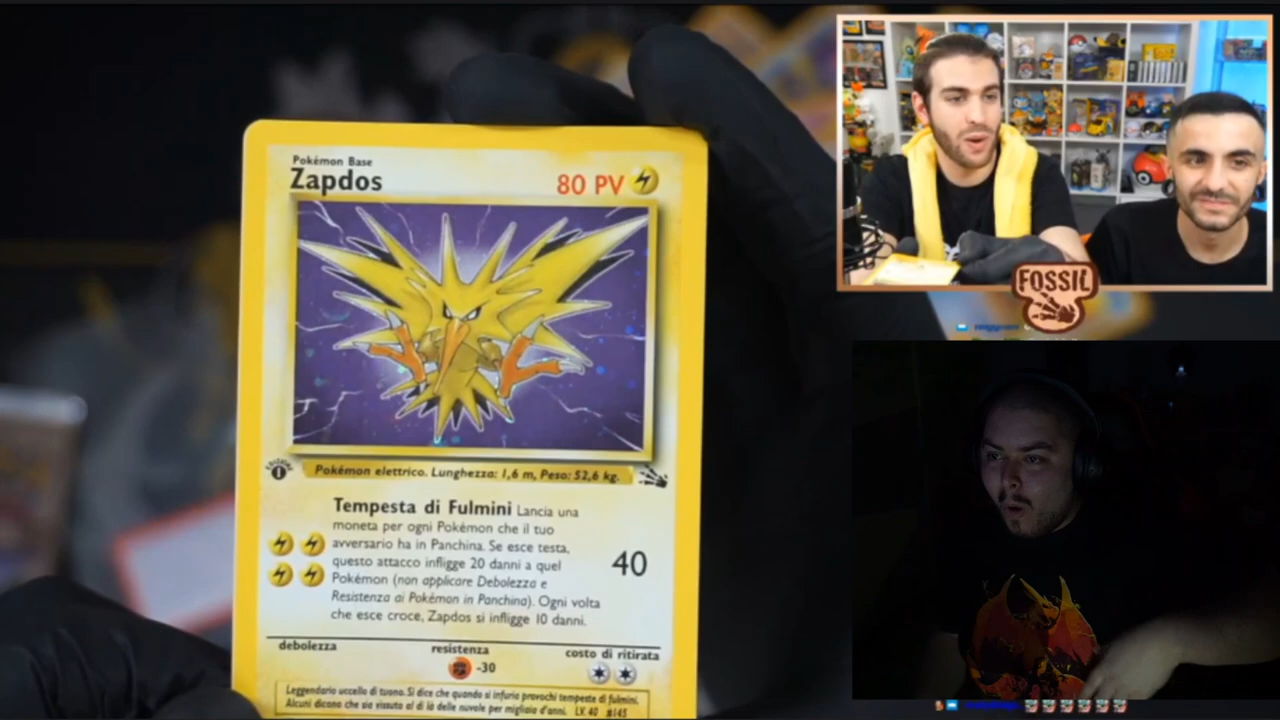 Pokémon Base
Zapdos
80 PV
EDIZIONE
1
Pokémon elettrico. Lunghezza: 1,6 m, Peso: 52,6 kg.
Tempesta di Fulmini Lancia una
moneta per ogni Pokémon che il tuo
avversario ha in Panchina. Se esce testa,
questo attacco infligge 20 danni a quel
Pokémon (non applicare Debolezza e
Resistenza ai Pokémon in Panchina). Ogni volta
che esce croce, Zapdos si infligge 10 danni.
40
debolezza
resistenza
costo di ritirata
-30
Leggendario uccello di tuono. Si dice che quando si infuria provochi tempeste di fulmini.
Alcuni dicono che sia vissuto al di là delle nuvole per migliaia d'anni. LV. 40 #145
FOSSIL